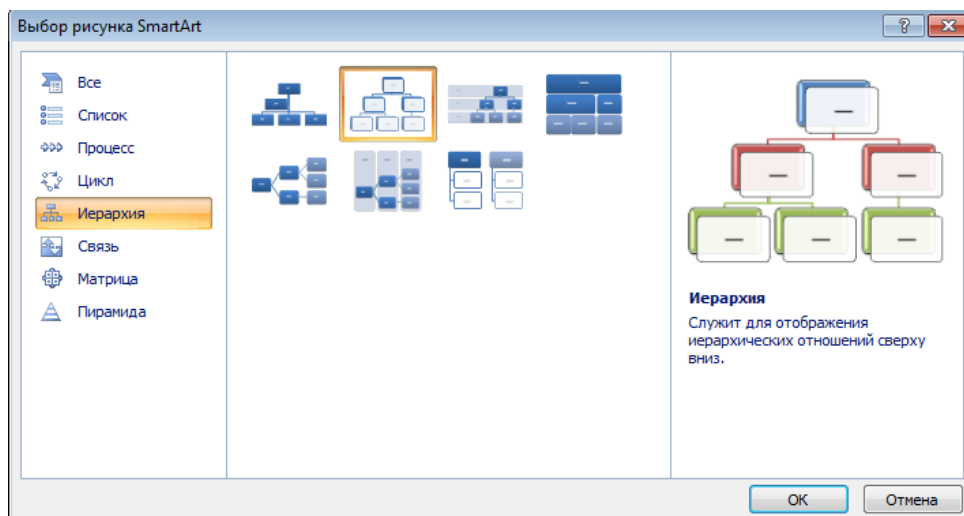 Выбор рисунка SmartArt
Все
Список
Процесс
Цикл
Иерархия
Связь
Матрица
Пирамида
Иерархия
Служит для отображения
иерархических отношений сверху
вниз.
ОК
Отмена